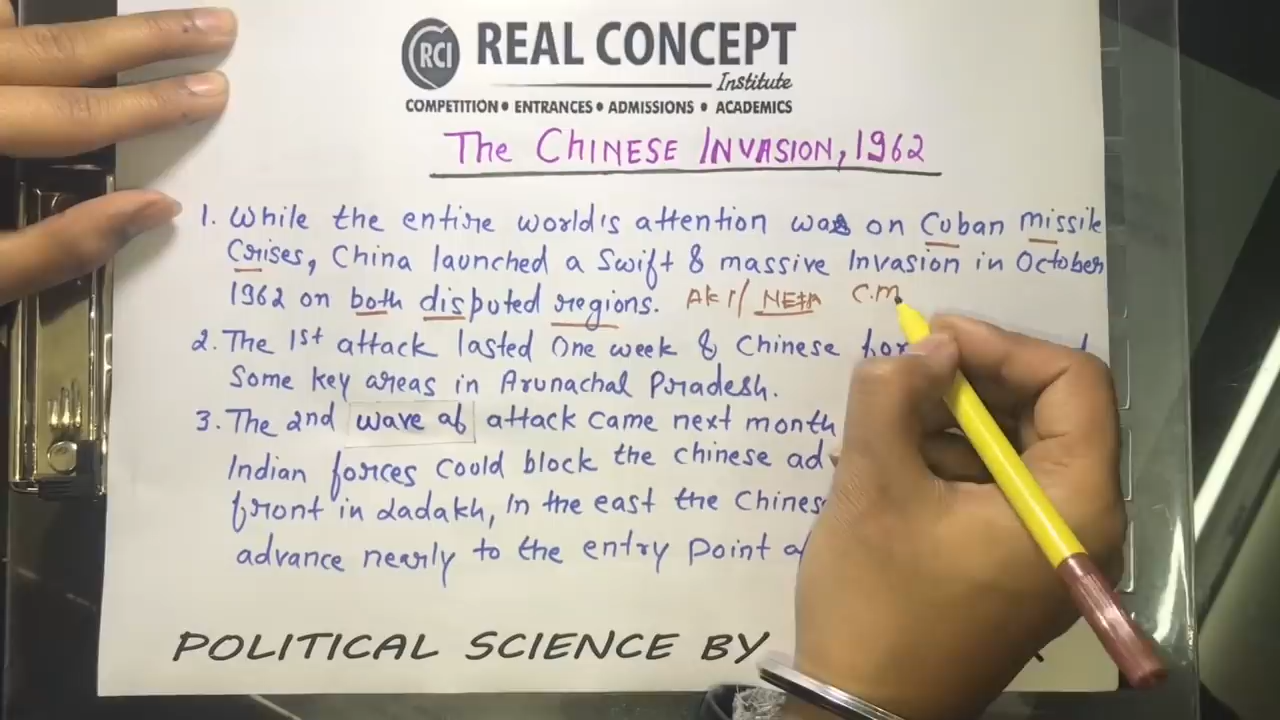 RCI REAL CONCEPT
Institute
COMPETITION • ENTRANCES • ADMISSIONS • ACADEMICS
The CHINESE INVASION, 1962
1. While the entire world's attention was on Cuban missile
Crises, China launched a Swift & massive Invasion in October
1962 on both disputed regions. AKI/ NEFA C.M
2. The 1st attack lasted One week & Chinese for
Some key areas in Arunachal Pradesh.
3. The 2nd wave of attack came next month
Indian forces could block the chinese ad
front in Ladakh, In the east the Chines
advance nearly to the entry Point of
POLITICAL SCIENCE BY